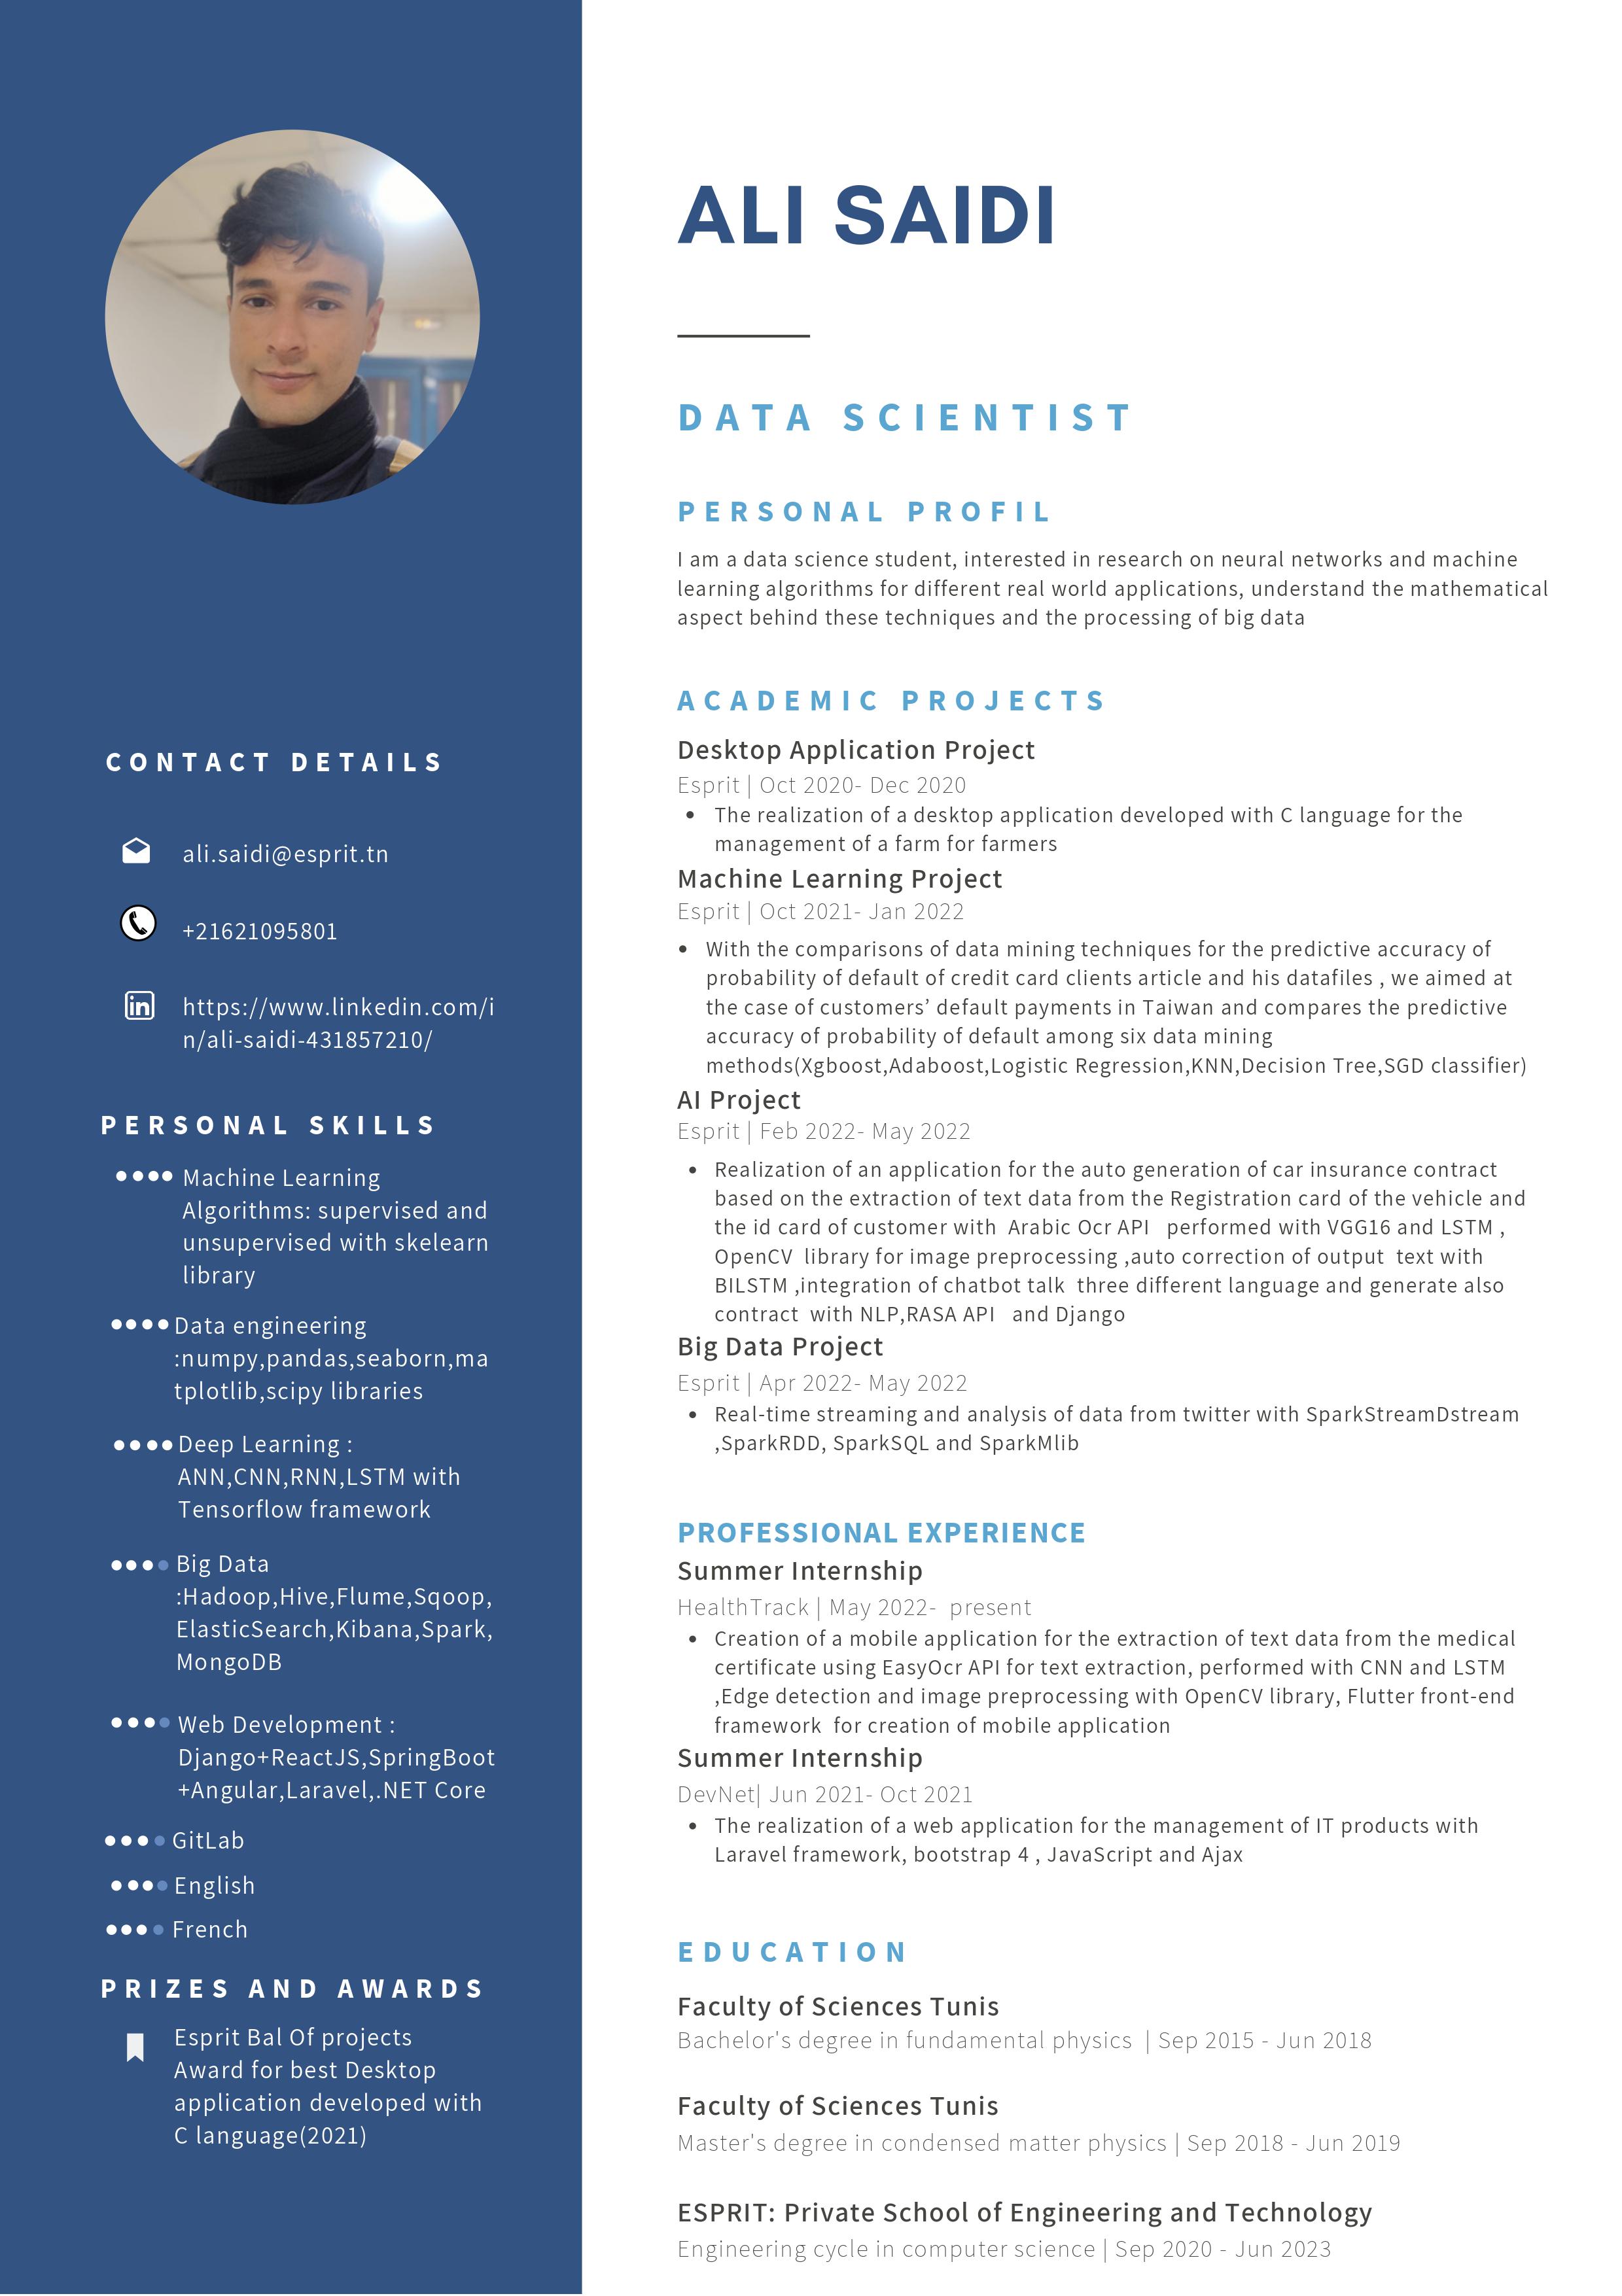 ALI SAIDI
DATA SCIENTIST
PERSONAL PROFIL
I am a data science student, interested in research on neural networks and machine
learning algorithms for different real world applications, understand the mathematical
aspect behind these techniques and the processing of big data
ACADEMIC PROJECTS
Desktop Application Project
Esprit | Oct 2020- Dec 2020
• The realization of a desktop application developed with C language for the
management of a farm for farmers
Machine Learning Project
Esprit | Oct 2021- Jan 2022
• With the comparisons of data mining techniques for the predictive accuracy of
probability of default of credit card clients article and his datafiles , we aimed at
the case of customers’ default payments in Taiwan and compares the predictive
accuracy of probability of default among six data mining
methods(Xgboost,Adaboost,Logistic Regression,KNN,Decision Tree,SGD classifier)
AI Project
Esprit | Feb 2022- May 2022
• Realization of an application for the auto generation of car insurance contract
based on the extraction of text data from the Registration card of the vehicle and
the id card of customer with Arabic Ocr API performed with VGG16 and LSTM ,
OpenCV library for image preprocessing ,auto correction of output text with
BILSTM ,integration of chatbot talk three different language and generate also
contract with NLP,RASA API and Django
Big Data Project
Esprit | Apr 2022- May 2022
• Real-time streaming and analysis of data from twitter with SparkStreamDstream
,SparkRDD, SparkSQL and SparkMlib
PROFESSIONAL EXPERIENCE
Summer Internship
HealthTrack | May 2022- present
• Creation of a mobile application for the extraction of text data from the medical
certificate using EasyOcr API for text extraction, performed with CNN and LSTM
,Edge detection and image preprocessing with OpenCV library, Flutter front-end
framework for creation of mobile application
Summer Internship
DevNet| Jun 2021- Oct 2021
• The realization of a web application for the management of IT products with
Laravel framework, bootstrap 4 , JavaScript and Ajax
EDUCATION
Faculty of Sciences Tunis
Bachelor's degree in fundamental physics | Sep 2015 - Jun 2018
Faculty of Sciences Tunis
Master's degree in condensed matter physics | Sep 2018 - Jun 2019
ESPRIT: Private School of Engineering and Technology
Engineering cycle in computer science | Sep 2020 - Jun 2023
CONTACT DETAILS
ali.saidi@esprit.tn
+21621095801
https://www.linkedin.com/i
n/ali-saidi-431857210/
PERSONAL SKILLS
Machine Learning
Algorithms: supervised and
unsupervised with skelearn
library
Data engineering
:numpy,pandas,seaborn,ma
tplotlib,scipy libraries
Deep Learning :
ANN,CNN,RNN,LSTM with
Tensorflow framework
Big Data
:Hadoop,Hive,Flume,Sqoop,
ElasticSearch,Kibana,Spark,
MongoDB
Web Development :
Django+ReactJS,SpringBoot
+Angular,Laravel,.NET Core
GitLab
English
French
PRIZES AND AWARDS
Esprit Bal Of projects
Award for best Desktop
application developed with
C language(2021)